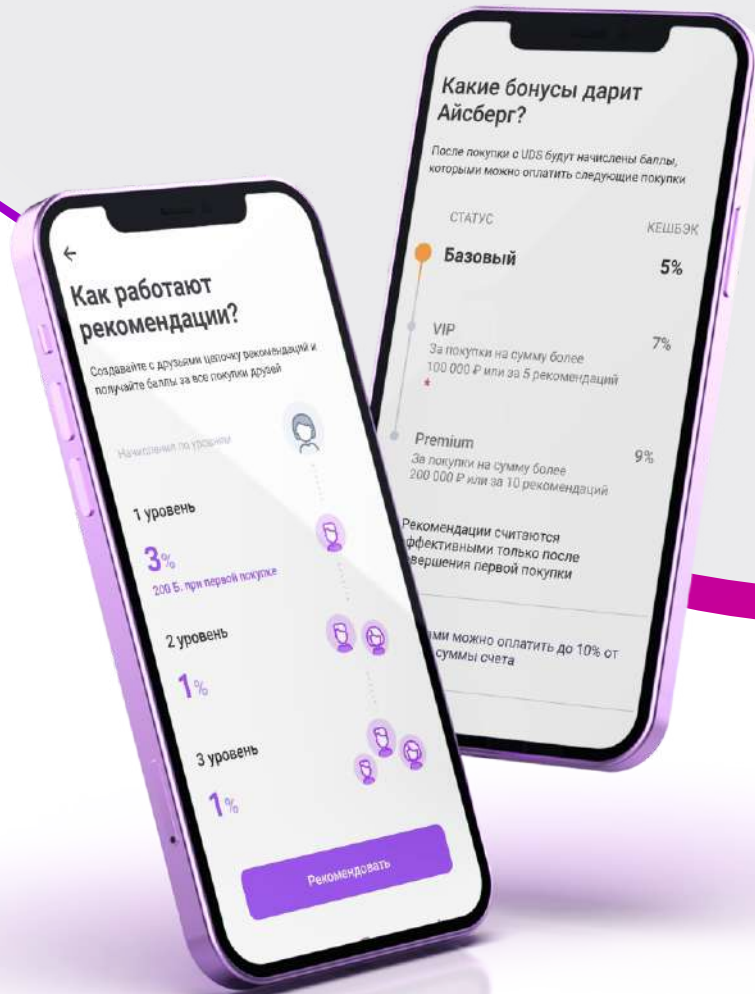 Как работают
рекомендации?
Создавайте с друзьями цепочку рекомендаций и
получайте баллы за все покупки друзей
Начисления по уровням
1 уровень
3%
200 Б. при первой покупке
2 уровень
1%
3 уровень
1%
Рекомендовать
Какие бонусы дарит
Айсберг?
После покупки с UDS будут начислены баллы,
которыми можно оплатить следующие покупки
СТАТУС КЕШБЭК
Базовый 5%
VIP 7%
За покупки на сумму более
100 000 ₽ или за 5 рекомендаций
*
Premium 9%
За покупки на сумму более
200 000 ₽ или за 10 рекомендаций
Рекомендации считаются
ффективными только после
вершения первой покупки
ами можно оплатить до 10% от
суммы счета